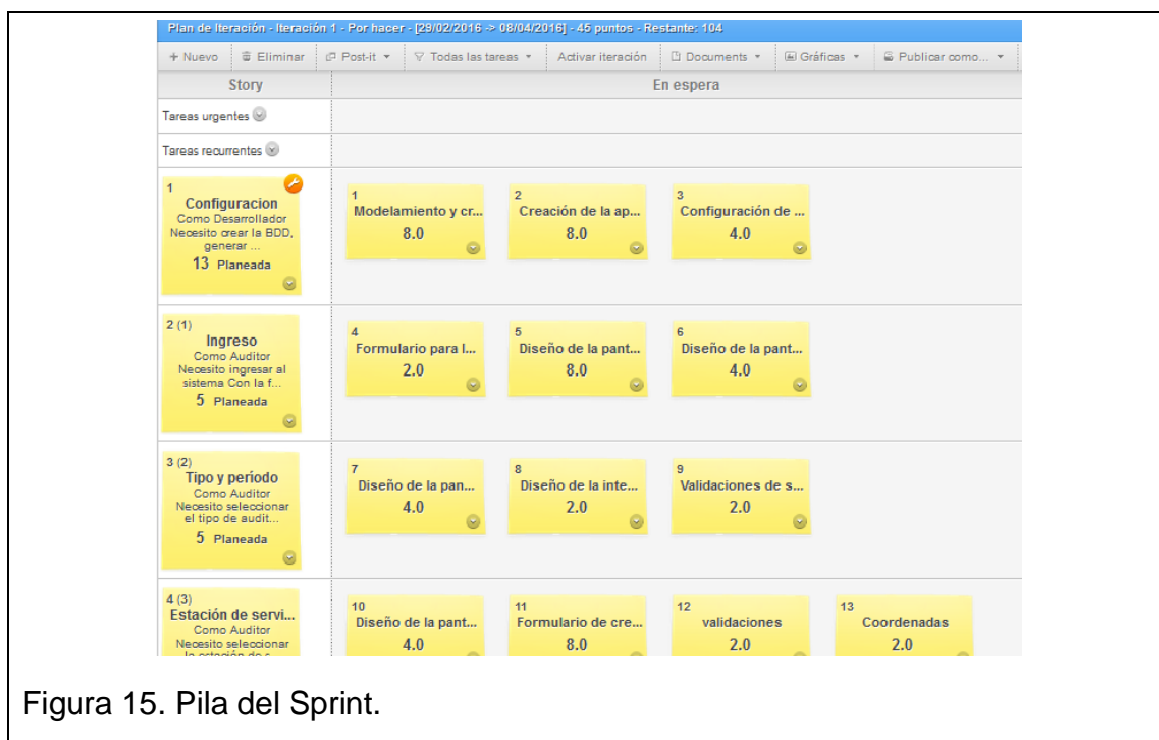 Plan de Iteración - Iteración 1 - Por hacer - [29/02/2016 -> 08/04/2016] - 45 puntos - Restante: 104
+ Nuevo Eliminar Post-it Todas las tareas Activar iteración Documents Gráficas Publicar como...
Story En espera
Tareas urgentes
Tareas recurrentes
1
Configuracion
Como Desarrollador
Necesito crear la BDD,
generar ...
13 Planeada
1
Modelamiento y cr...
8.0
2
Creación de la ap...
8.0
3
Configuración de ...
4.0
2 (1)
Ingreso
Como Auditor
Necesito ingresar al
sistema Con la f...
5 Planeada
4
Formulario para l...
2.0
5
Diseño de la pant...
8.0
6
Diseño de la pant...
4.0
3 (2)
Tipo y período
Como Auditor
Necesito seleccionar
el tipo de audit...
5 Planeada
7
Diseño de la pan...
4.0
8
Diseño de la inte...
2.0
9
Validaciones de s...
2.0
4 (3)
Estación de servi...
Como Auditor
Necesito seleccionar
la estación de s...
10
Diseño de la pant...
4.0
11
Formulario de cre...
8.0
12
validaciones
2.0
13
Coordenadas
2.0
Figura 15. Pila del Sprint.